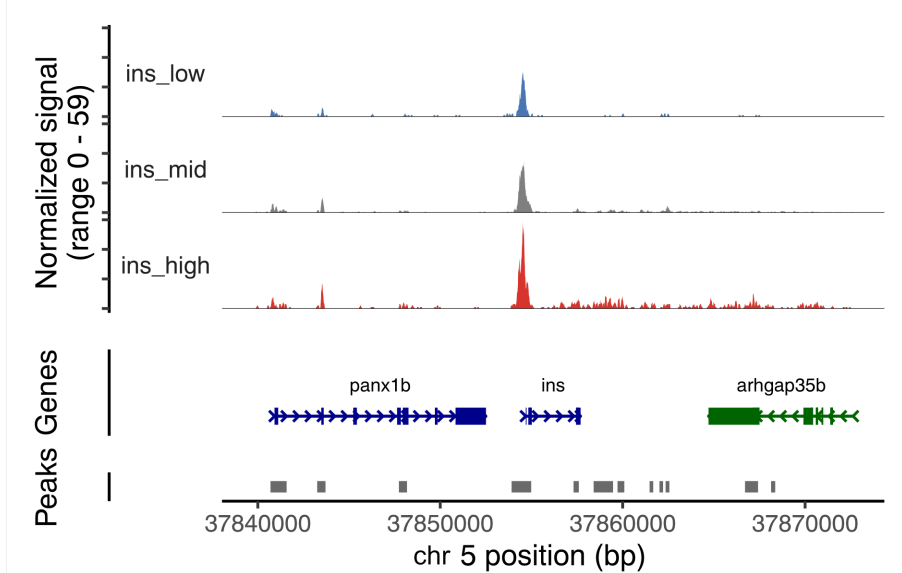 Normalized signal
(range 0 - 59)
ins_low
ins_mid
ins_high
Genes
panx1b
ins
arhgap35b
Peaks
37840000
37850000
37860000
37870000
chr 5 position (bp)